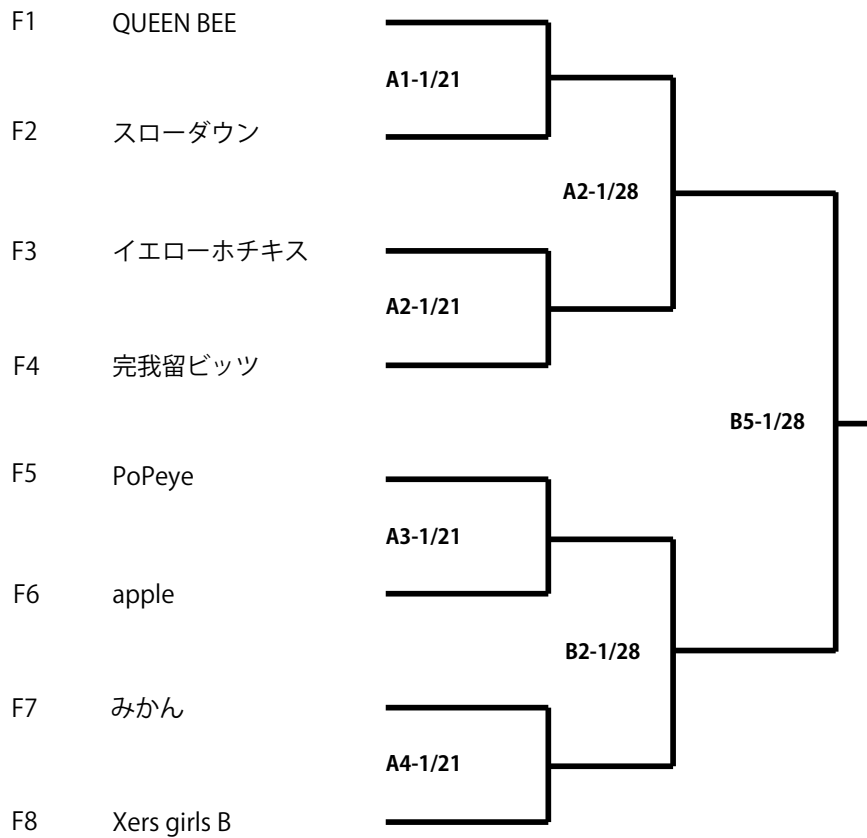 F1 QUEEN BEE
A1-1/21
F2 スローダウン
A2-1/28
F3 イエローホチキス
A2-1/21
F4 完我留ビッツ
B5-1/28
F5 PoPeye
A3-1/21
F6 apple
B2-1/28
F7 みかん
A4-1/21
F8 Xers girls B